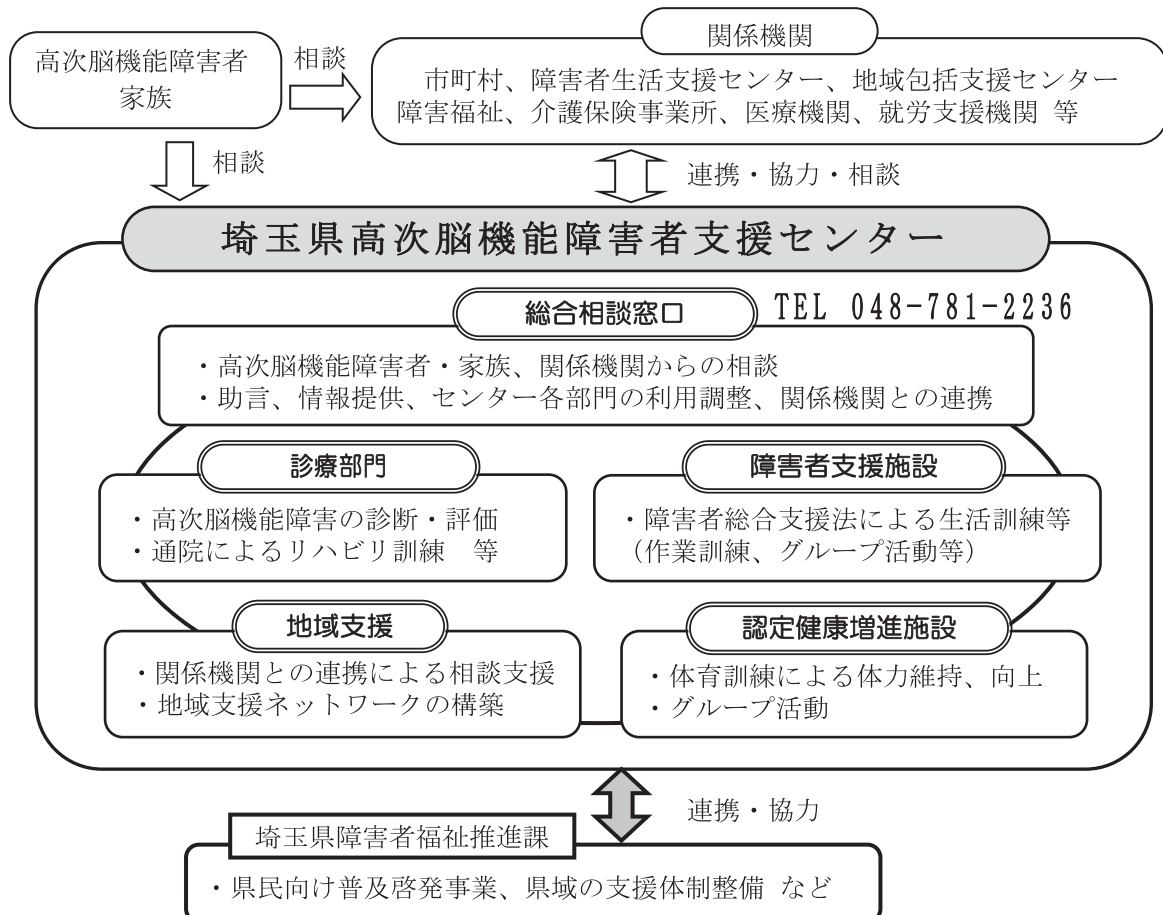 高次脳機能障害者
家族
相談
関係機関
市町村、障害者生活支援センター、地域包括支援センター
障害福祉、介護保険事業所、医療機関、就労支援機関 等
相談
連携・協力・相談
埼玉県高次脳機能障害者支援センター
総合相談窓口
TEL 048-781-2236
・高次脳機能障害者・家族、関係機関からの相談
・助言、情報提供、センター各部門の利用調整、関係機関との連携
診療部門
・高次脳機能障害の診断・評価
・通院によるリハビリ訓練 等
障害者支援施設
・障害者総合支援法による生活訓練等
（作業訓練、グループ活動等）
地域支援
・関係機関との連携による相談支援
・地域支援ネットワークの構築
認定健康増進施設
・体育訓練による体力維持、向上
・グループ活動
連携・協力
埼玉県障害者福祉推進課
・県民向け普及啓発事業、県域の支援体制整備 など